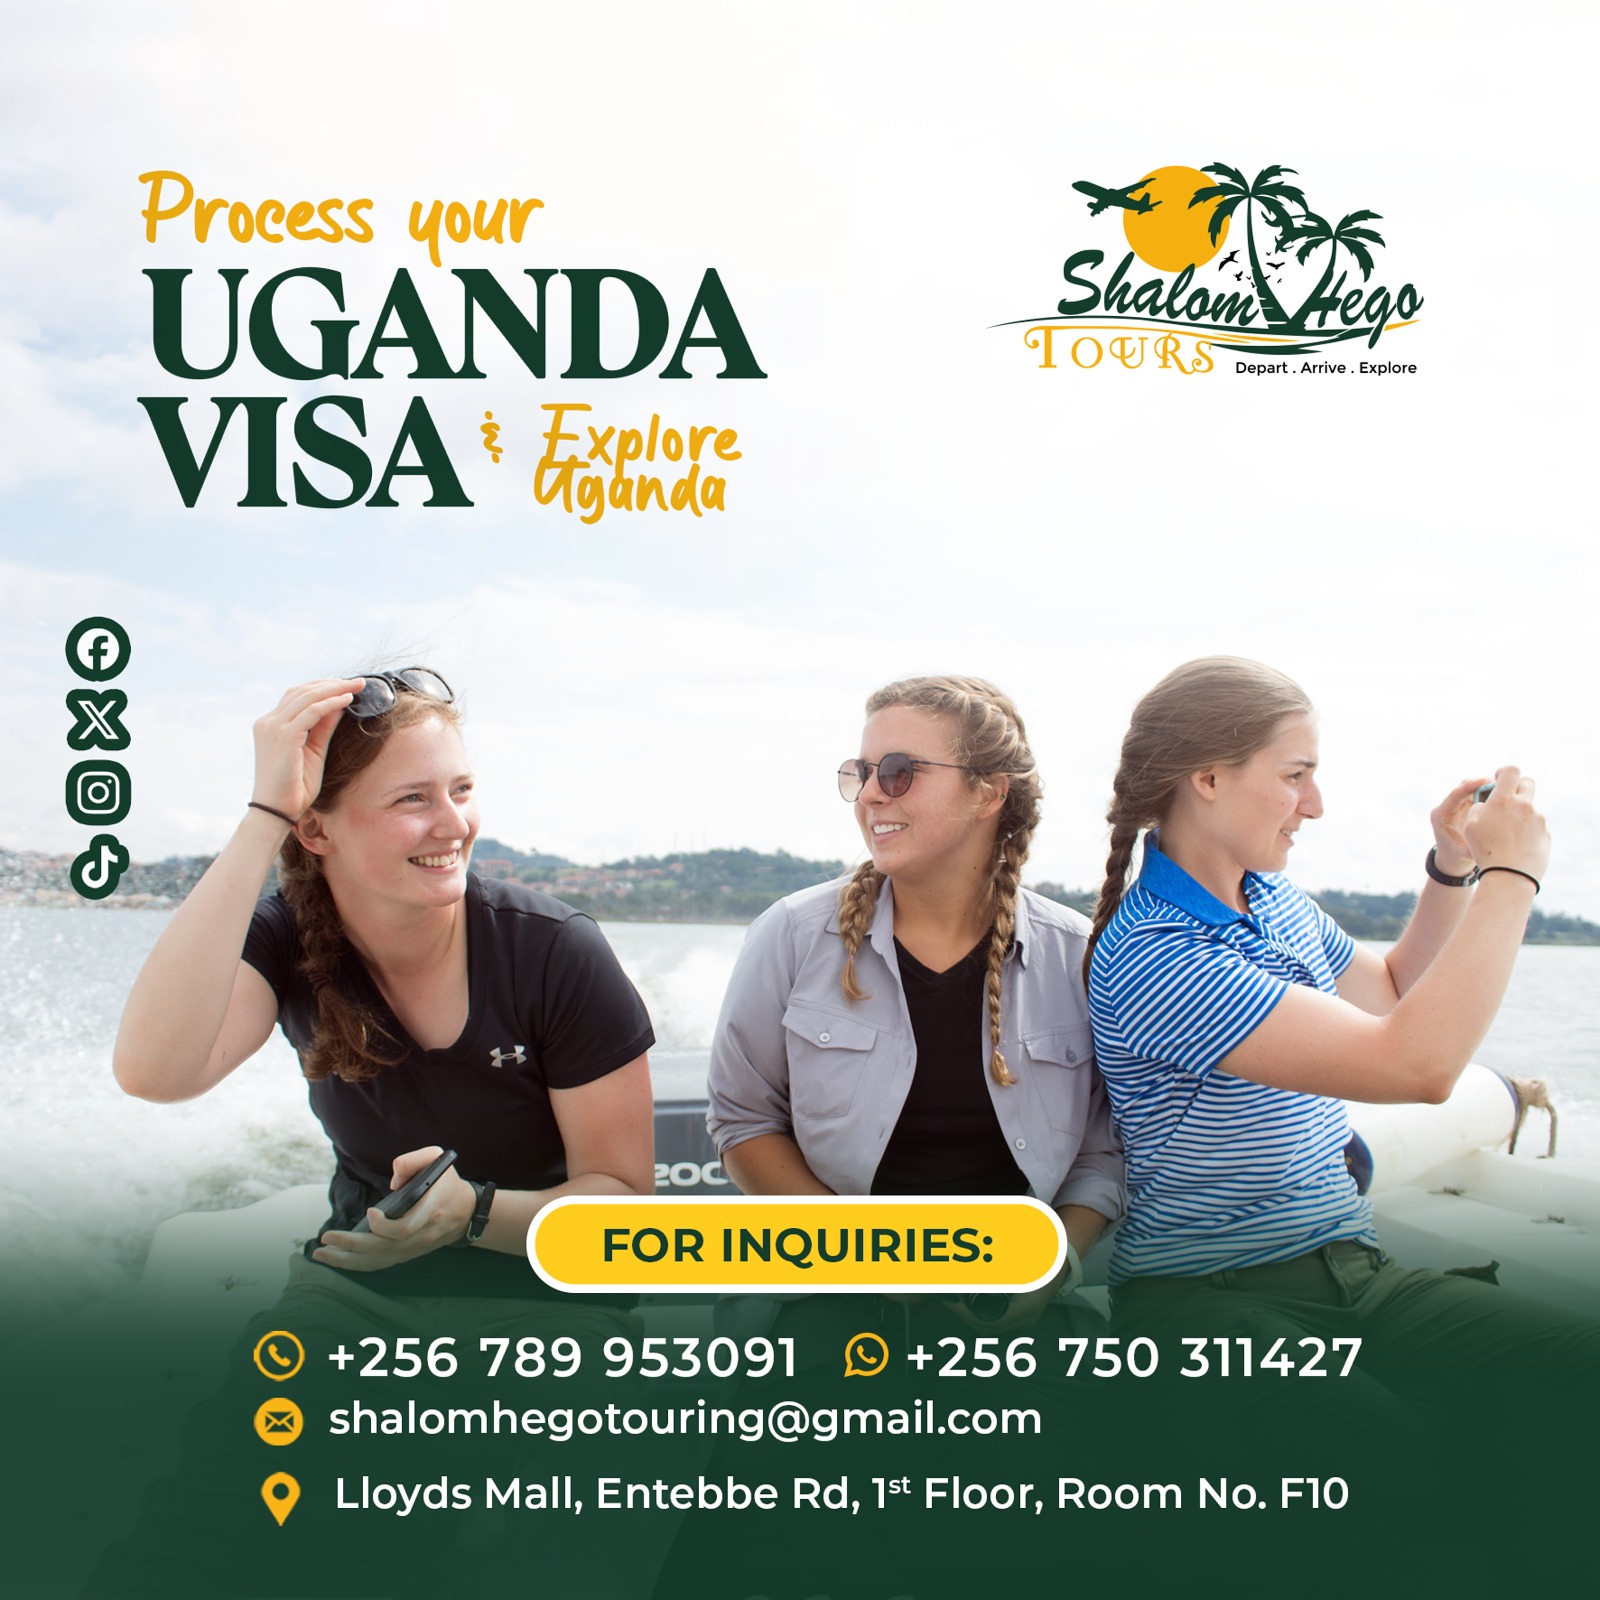 Process your
UGANDA
VISA & Explore
Uganda
Shalom Hego
TOURS
Depart . Arrive . Explore
200
FOR INQUIRIES:
+256 789 953091 +256 750 311427
shalomhegotouring@gmail.com
Lloyds Mall, Entebbe Rd, 1st Floor, Room No. F10